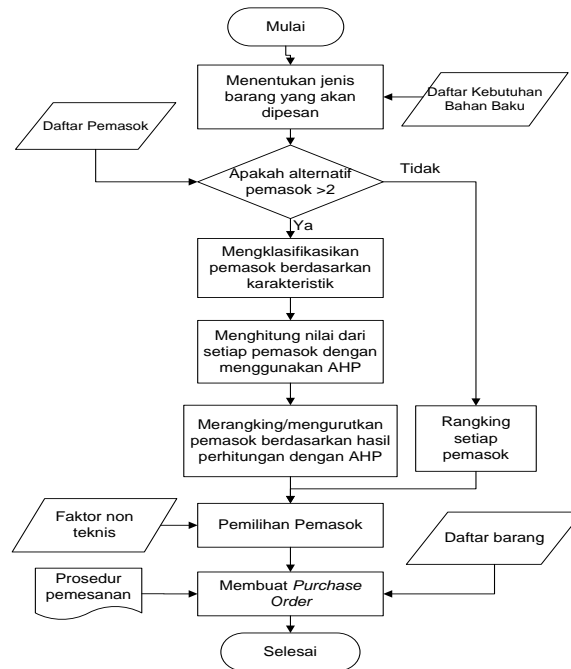 Mulai
Menentukan jenis
barang yang akan
dipesan
Daftar Kebutuhan
Bahan Baku
Daftar Pemasok
Apakah alternatif
pemasok >2
Tidak
Ya
Mengklasifikasikan
pemasok berdasarkan
karakteristik
Menghitung nilai dari
setiap pemasok dengan
menggunakan AHP
Merangking/mengurutkan
pemasok berdasarkan hasil
perhitungan dengan AHP
Rangking
setiap
pemasok
Faktor non
teknis
Pemilihan Pemasok
Daftar barang
Prosedur
pemesanan
Membuat Purchase
Order
Selesai